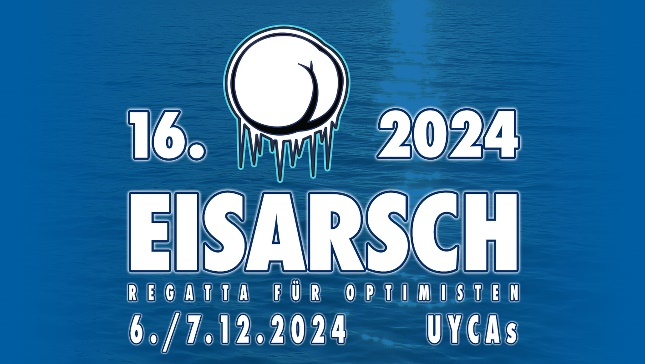 16. 2024
EISARSCH
REGATTA FÜR OPTIMISTEN
6./7.12.2024 UYCAs